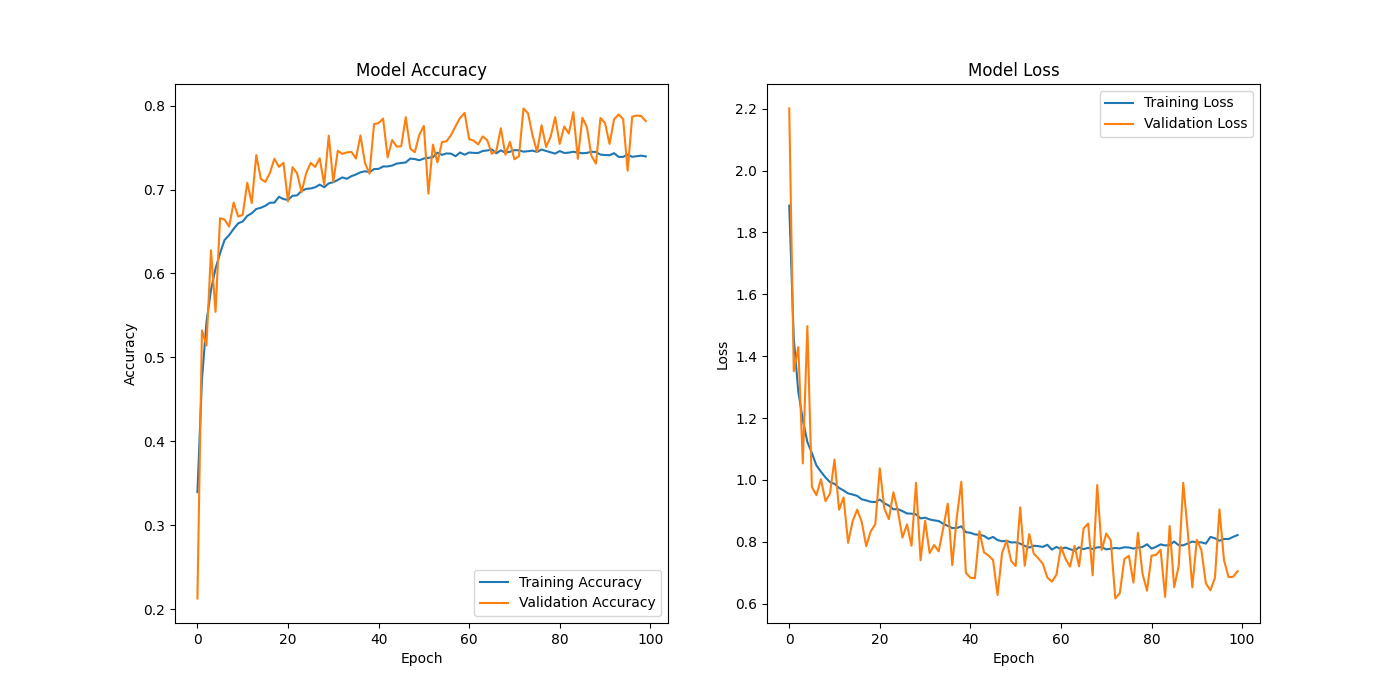 Model Accuracy
0.8
0.7
0.6
0.5
0.4
0.3
0.2
Accuracy
0 20 40 60 80 100
Epoch
Training Accuracy
Validation Accuracy
Model Loss
2.2
2.0
1.8
1.6
1.4
1.2
1.0
0.8
0.6
Loss
0 20 40 60 80 100
Epoch
Training Loss
Validation Loss